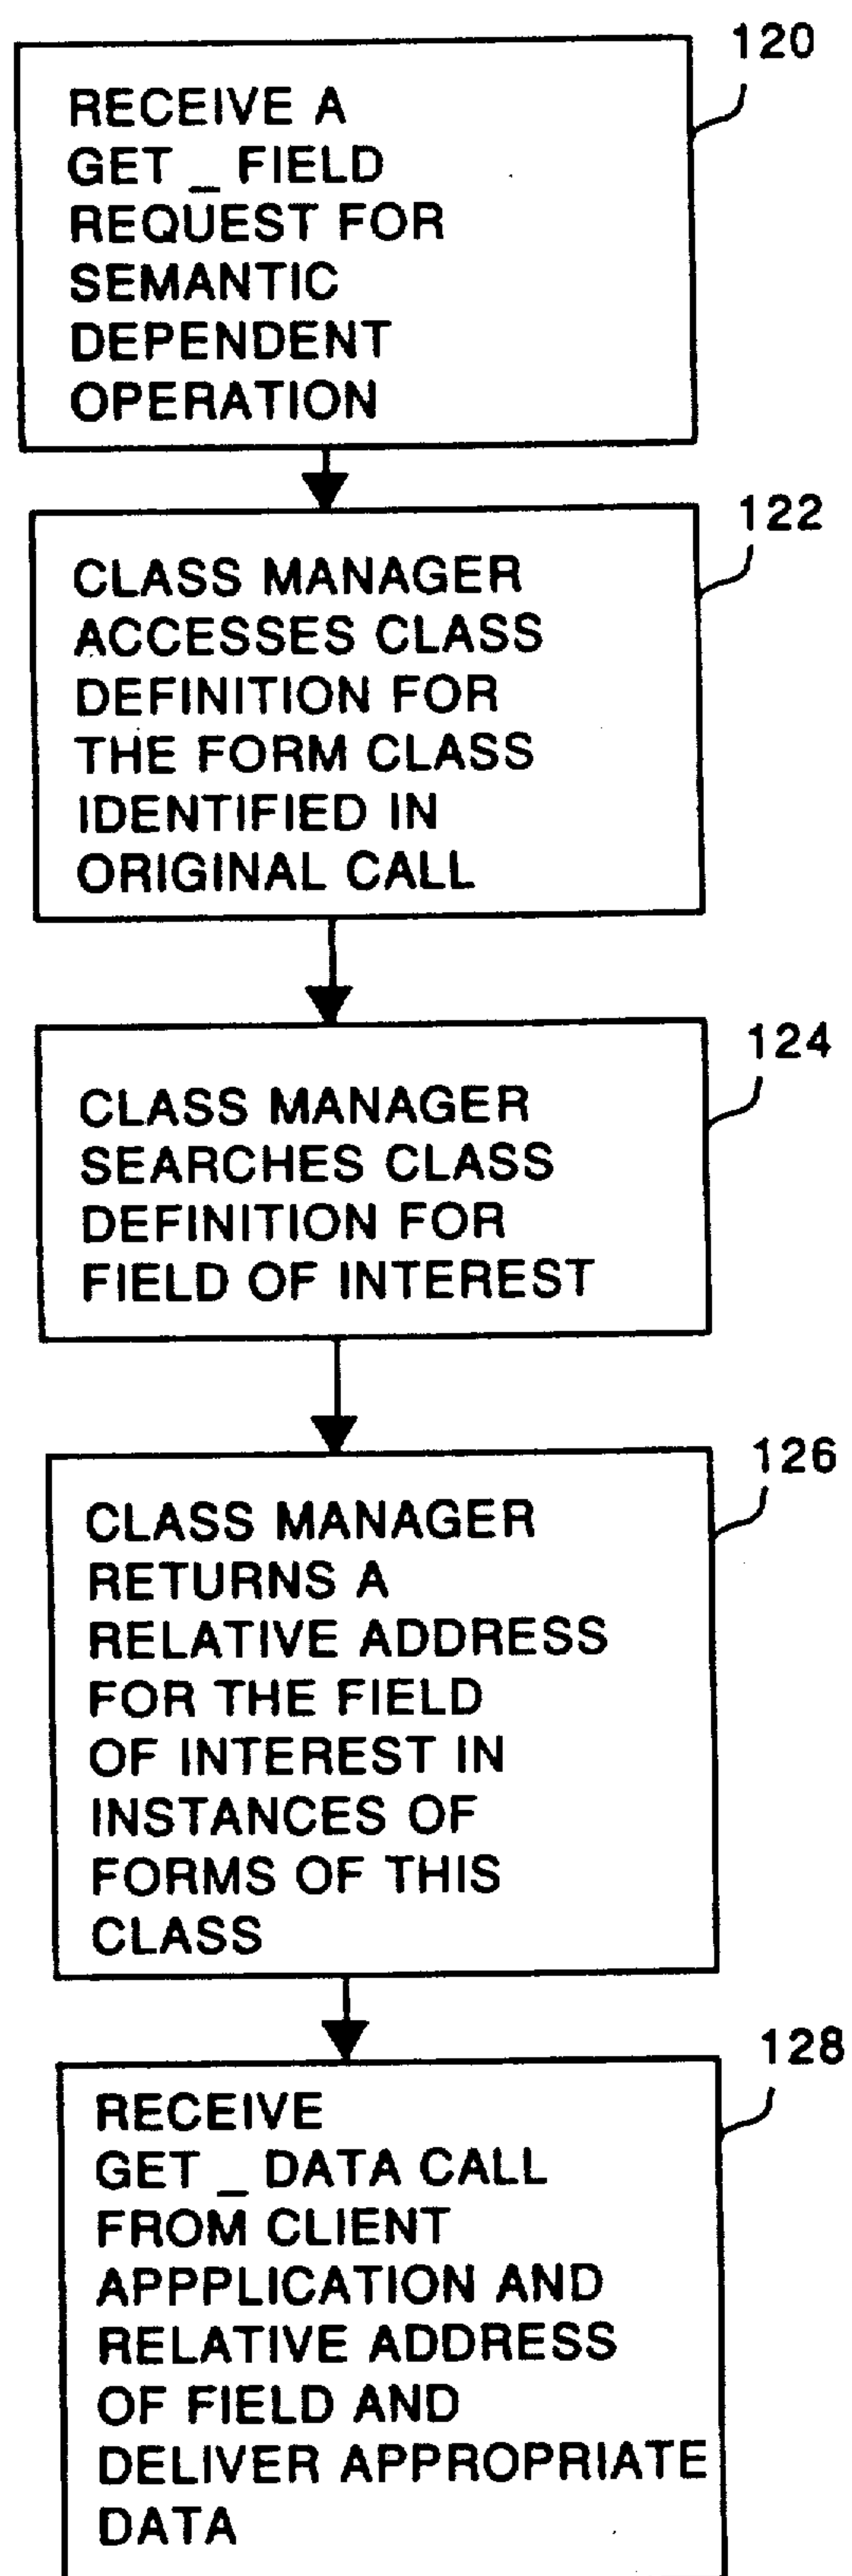 120
RECEIVE A
GET _ FIELD
REQUEST FOR
SEMANTIC
DEPENDENT
OPERATION
122
CLASS MANAGER
ACCESSES CLASS
DEFINITION FOR
THE FORM CLASS
IDENTIFIED IN
ORIGINAL CALL
124
CLASS MANAGER
SEARCHES CLASS
DEFINITION FOR
FIELD OF INTEREST
126
CLASS MANAGER
RETURNS A
RELATIVE ADDRESS
FOR THE FIELD
OF INTEREST IN
INSTANCES OF
FORMS OF THIS
CLASS
128
RECEIVE
GET _ DATA CALL
FROM CLIENT
APPPLICATION AND
RELATIVE ADDRESS
OF FIELD AND
DELIVER APPROPRIATE
DATA